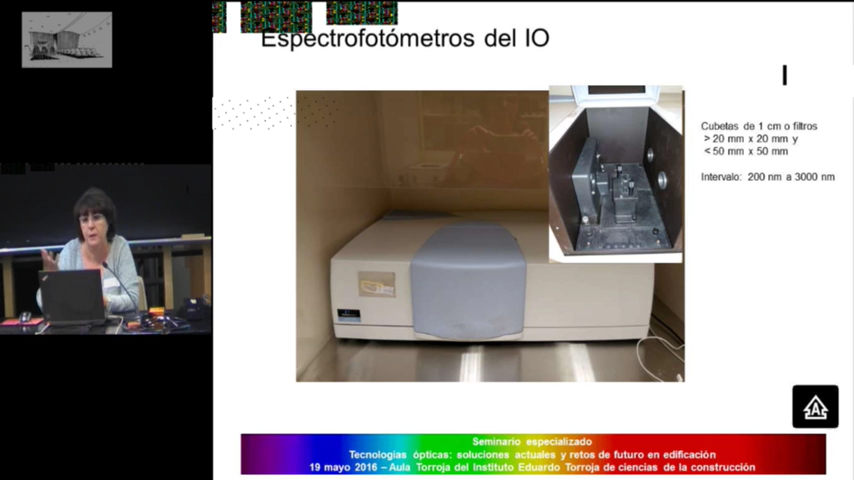 Espectrofotómetros del IO
I
Cubetas de 1 cm o filtros
> 20 mm x 20 mm y
< 50 mm x 50 mm
Intervalo: 200 nm a 3000 nm
Seminario especializado
Tecnologías ópticas: soluciones actuales y retos de futuro en edificación
19 mayo 2016 – Aula Torroja del Instituto Eduardo Torroja de ciencias de la construcción